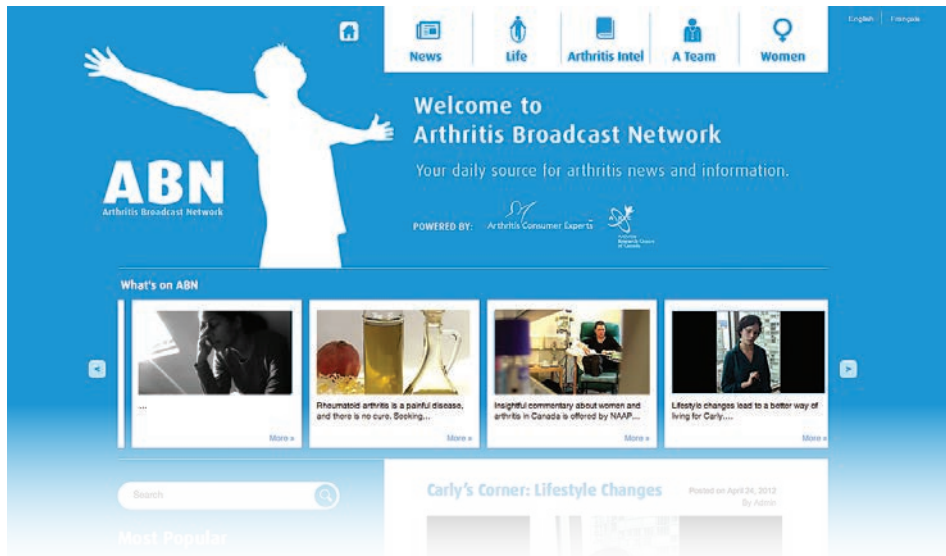 English
Français
News
Life
Arthritis Intel
A Team
Women
Welcome to
Arthritis Broadcast Network
Your daily source for arthritis news and information.
ABN
Arthritis Broadcast Network
POWERED BY:
Arthritis Consumer Experts
Research Centre
of Canada
What's on ABN
...
More »
Rheumatoid arthritis is a painful disease,
and there is no cure. Seeking...
More »
Insightful commentary about women and
arthritis in Canada is offered by NAAP...
More »
Lifestyle changes lead to a better way of
living for Carly....
More »
Search
Most Popular
Carly's Corner: Lifestyle Changes
Posted on April 24, 2012
By Admin